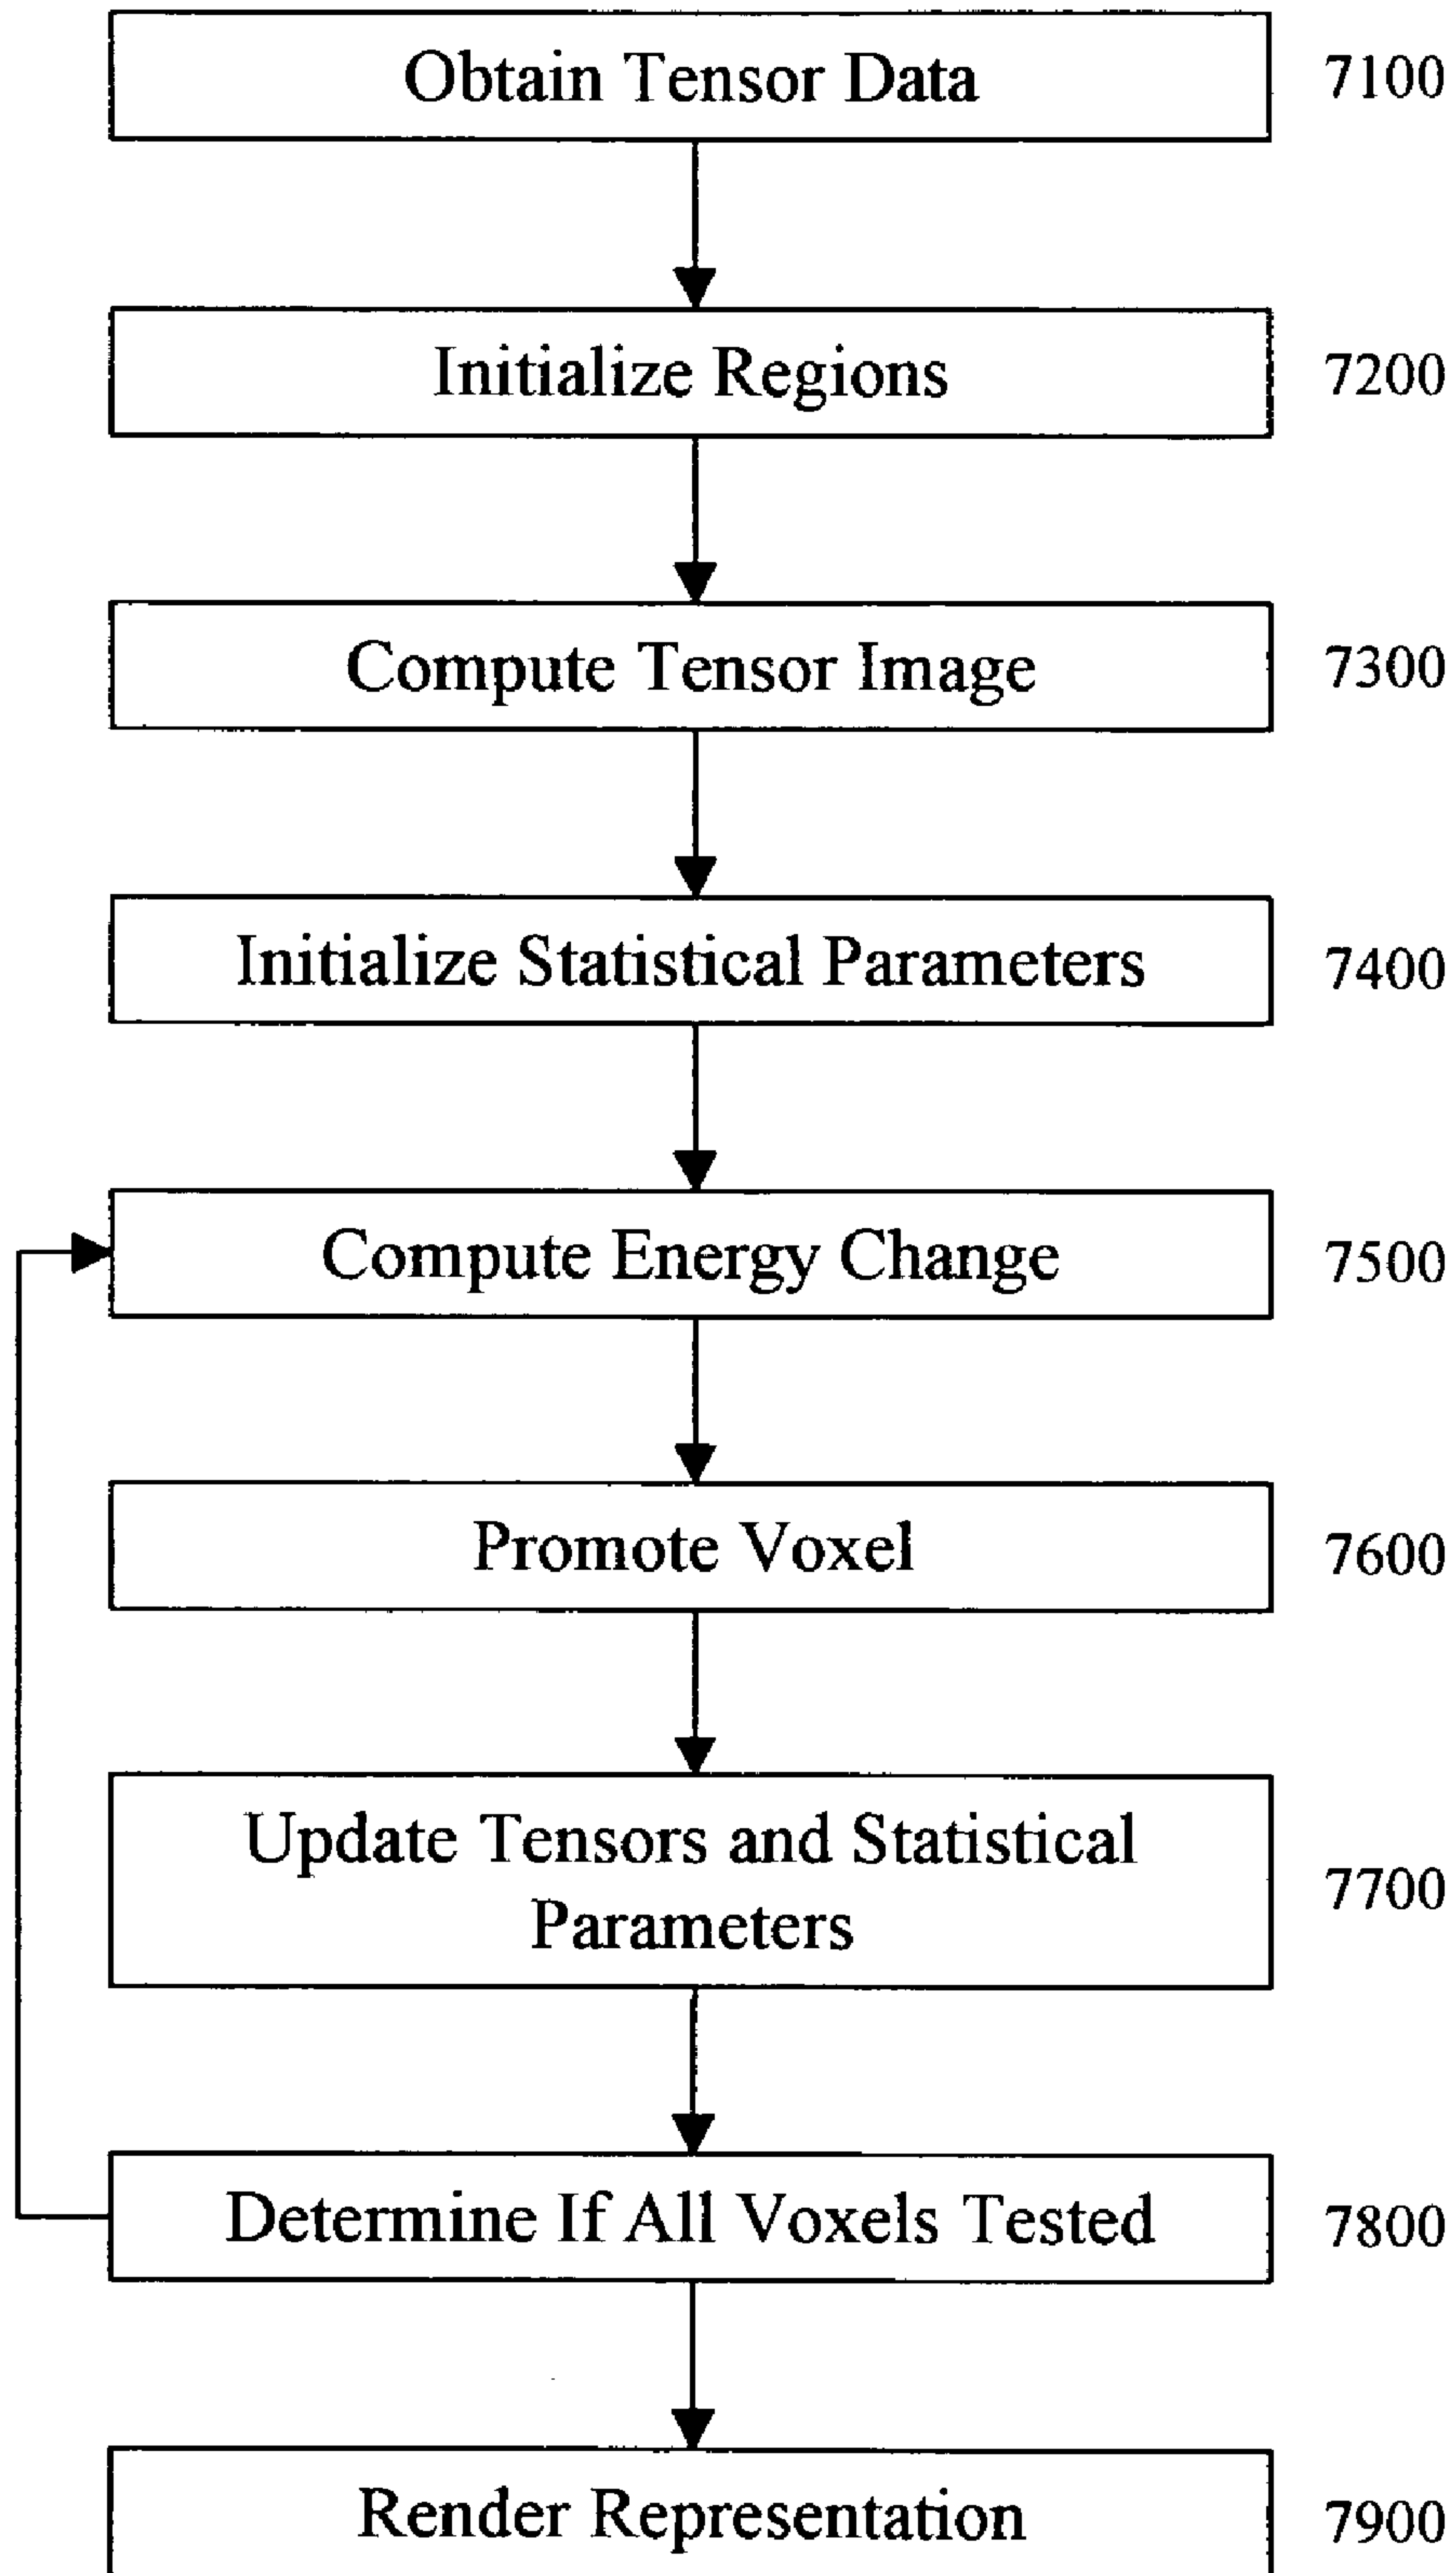 Obtain Tensor Data 7100
Initialize Regions 7200
Compute Tensor Image 7300
Initialize Statistical Parameters 7400
Compute Energy Change 7500
Promote Voxel 7600
Update Tensors and Statistical
Parameters
7700
Determine If All Voxels Tested 7800
Render Representation 7900